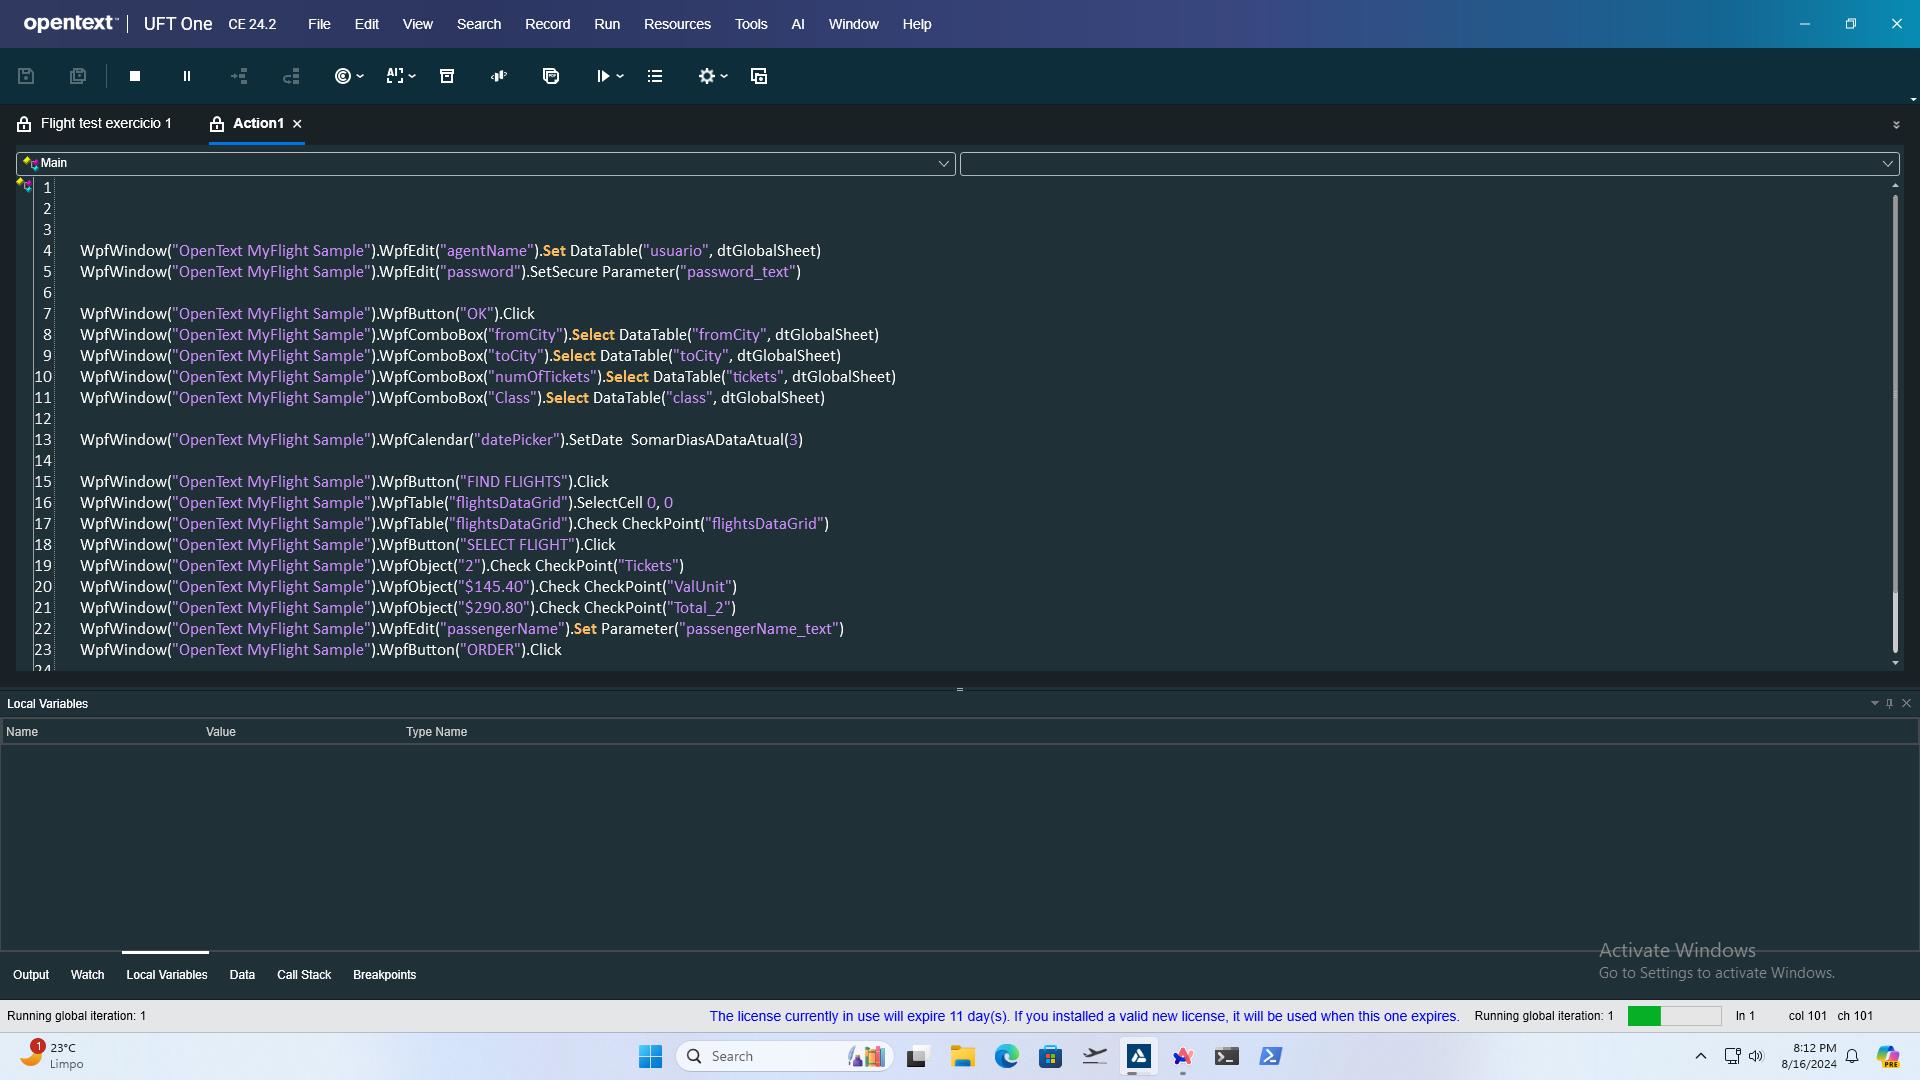 opentext™ | UFT One CE 24.2 File Edit View Search Record Run Resources Tools AI Window Help
Flight test exercicio 1 Action1
Main
1
2
3
4 WpfWindow("OpenText MyFlight Sample").WpfEdit("agentName").Set DataTable("usuario", dtGlobalSheet)
5 WpfWindow("OpenText MyFlight Sample").WpfEdit("password").SetSecure Parameter("password_text")
6
7 WpfWindow("OpenText MyFlight Sample").WpfButton("OK").Click
8 WpfWindow("OpenText MyFlight Sample").WpfComboBox("fromCity").Select DataTable("fromCity", dtGlobalSheet)
9 WpfWindow("OpenText MyFlight Sample").WpfComboBox("toCity").Select DataTable("toCity", dtGlobalSheet)
10 WpfWindow("OpenText MyFlight Sample").WpfComboBox("numOfTickets").Select DataTable("tickets", dtGlobalSheet)
11 WpfWindow("OpenText MyFlight Sample").WpfComboBox("Class").Select DataTable("class", dtGlobalSheet)
12
13 WpfWindow("OpenText MyFlight Sample").WpfCalendar("datePicker").SetDate  SomarDiasADataAtual(3)
14
15 WpfWindow("OpenText MyFlight Sample").WpfButton("FIND FLIGHTS").Click
16 WpfWindow("OpenText MyFlight Sample").WpfTable("flightsDataGrid").SelectCell 0, 0
17 WpfWindow("OpenText MyFlight Sample").WpfTable("flightsDataGrid").Check CheckPoint("flightsDataGrid")
18 WpfWindow("OpenText MyFlight Sample").WpfButton("SELECT FLIGHT").Click
19 WpfWindow("OpenText MyFlight Sample").WpfObject("2").Check CheckPoint("Tickets")
20 WpfWindow("OpenText MyFlight Sample").WpfObject("$145.40").Check CheckPoint("ValUnit")
21 WpfWindow("OpenText MyFlight Sample").WpfObject("$290.80").Check CheckPoint("Total_2")
22 WpfWindow("OpenText MyFlight Sample").WpfEdit("passengerName").Set Parameter("passengerName_text")
23 WpfWindow("OpenText MyFlight Sample").WpfButton("ORDER").Click
24
Local Variables
Name Value Type Name
Activate Windows
Go to Settings to activate Windows.
Output Watch Local Variables Data Call Stack Breakpoints
Running global iteration: 1 The license currently in use will expire 11 day(s). If you installed a valid new license, it will be used when this one expires. Running global iteration: 1 ln 1 col 101 ch 101
1 23°C
Limpo
Search
8:12 PM
8/16/2024
PRE